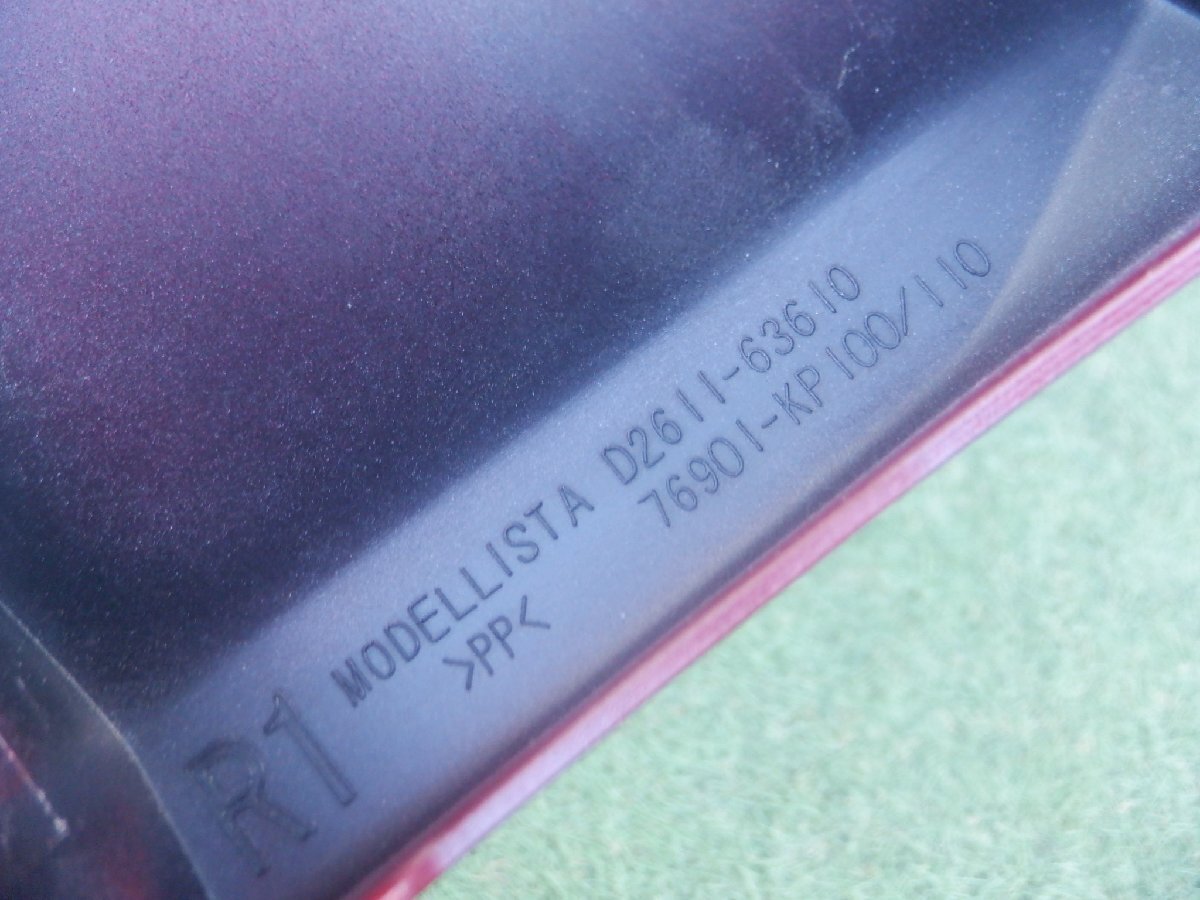 MODELLISTA D2611-63610
76901-KP100/110
>PP<
R1